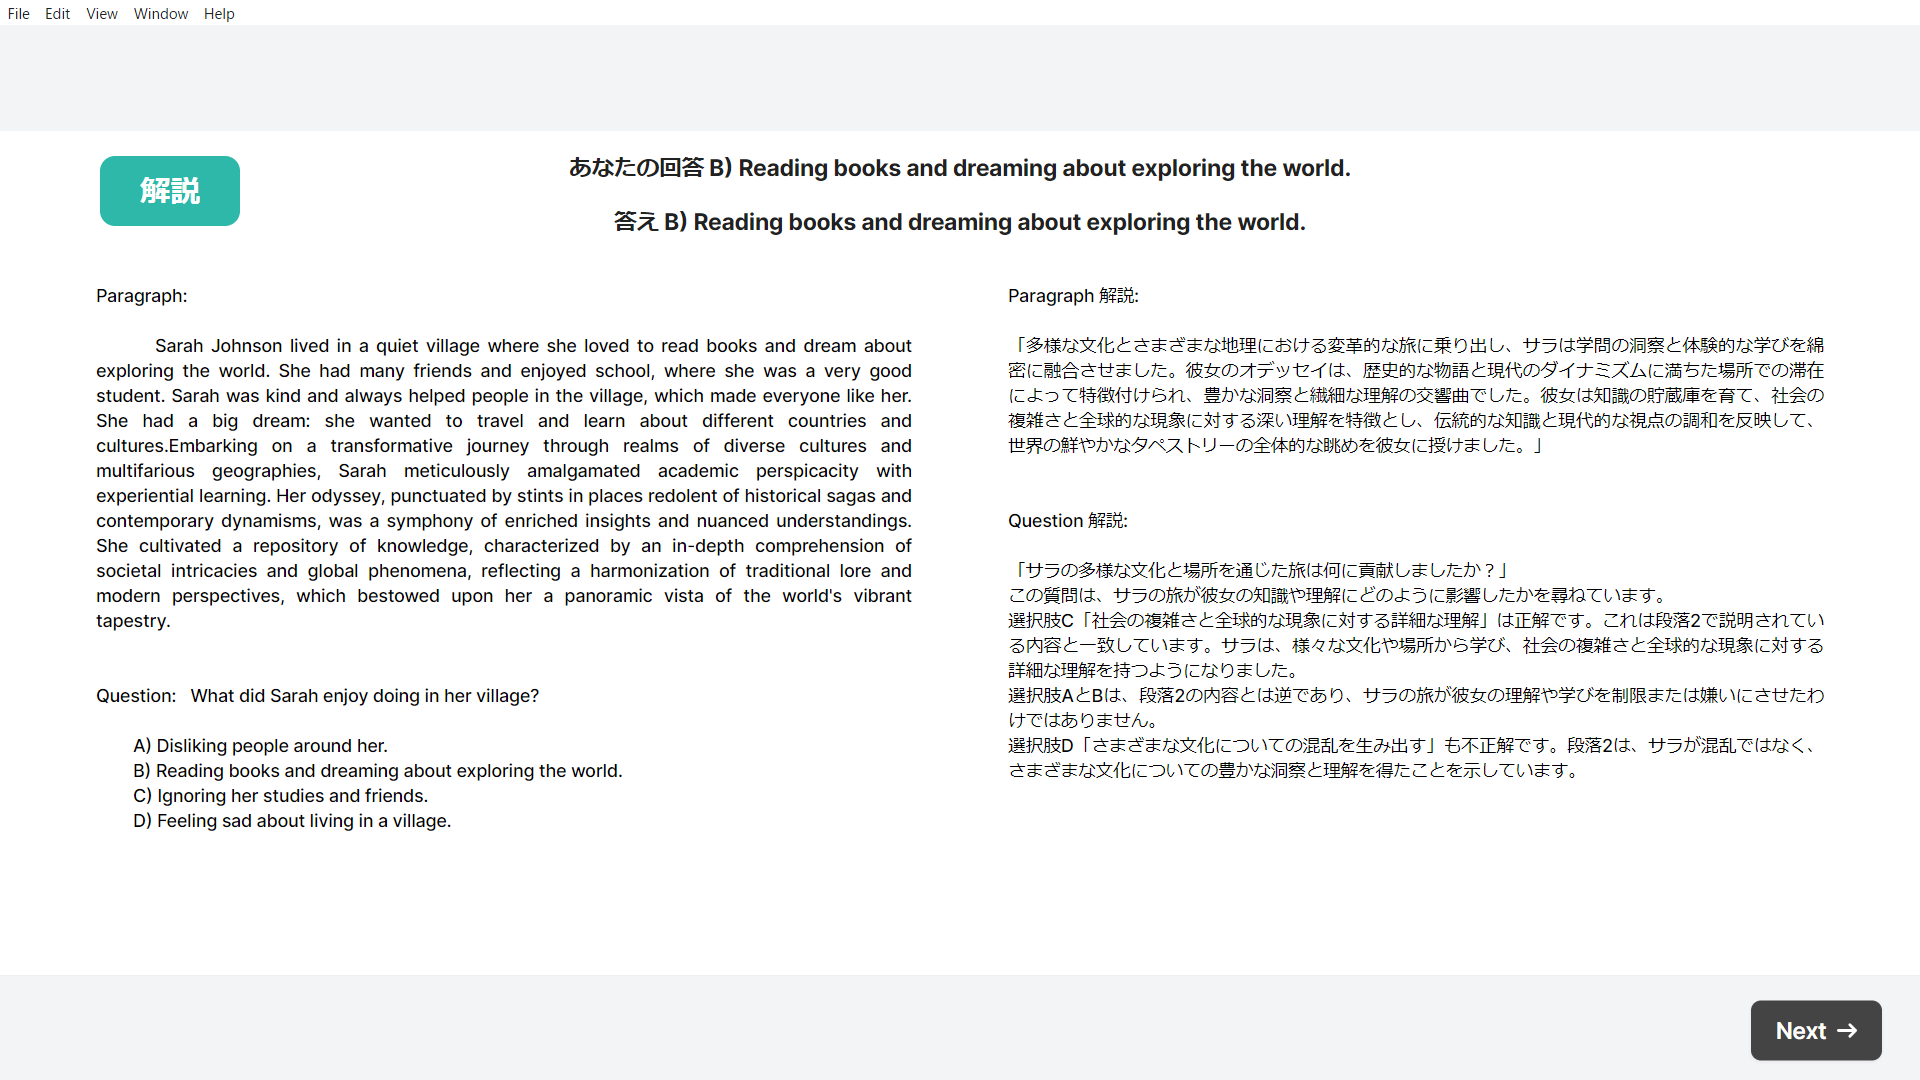 File Edit View Window Help
解説
あなたの回答 B) Reading books and dreaming about exploring the world.
答え B) Reading books and dreaming about exploring the world.
Paragraph:
Sarah Johnson lived in a quiet village where she loved to read books and dream about
exploring the world. She had many friends and enjoyed school, where she was a very good
student. Sarah was kind and always helped people in the village, which made everyone like her.
She had a big dream: she wanted to travel and learn about different countries and
cultures.Embarking on a transformative journey through realms of diverse cultures and
multifarious geographies, Sarah meticulously amalgamated academic perspicacity with
experiential learning. Her odyssey, punctuated by stints in places redolent of historical sagas and
contemporary dynamisms, was a symphony of enriched insights and nuanced understandings.
She cultivated a repository of knowledge, characterized by an in-depth comprehension of
societal intricacies and global phenomena, reflecting a harmonization of traditional lore and
modern perspectives, which bestowed upon her a panoramic vista of the world's vibrant
tapestry.
Question: What did Sarah enjoy doing in her village?
A) Disliking people around her.
B) Reading books and dreaming about exploring the world.
C) Ignoring her studies and friends.
D) Feeling sad about living in a village.
Paragraph 解説:
「多様な文化とさまざまな地理における変革的な旅に乗り出し、サラは学問の洞察と体験的な学びを綿
密に融合させました。彼女のオデッセイは、歴史的な物語と現代のダイナミズムに満ちた場所での滞在
によって特徴付けられ、豊かな洞察と繊細な理解の交響曲でした。彼女は知識の貯蔵庫を育て、社会の
複雑さと全球的な現象に対する深い理解を特徴とし、伝統的な知識と現代的な視点の調和を反映して、
世界の鮮やかなタペストリーの全体的な眺めを彼女に授けました。」
Question 解説:
「サラの多様な文化と場所を通じた旅は何に貢献しましたか？」
この質問は、サラの旅が彼女の知識や理解にどのように影響したかを尋ねています。
選択肢C「社会の複雑さと全球的な現象に対する詳細な理解」は正解です。これは段落2で説明されてい
る内容と一致しています。サラは、様々な文化や場所から学び、社会の複雑さと全球的な現象に対する
詳細な理解を持つようになりました。
選択肢AとBは、段落2の内容とは逆であり、サラの旅が彼女の理解や学びを制限または嫌いにさせたわ
けではありません。
選択肢D「さまざまな文化についての混乱を生み出す」も不正解です。段落2は、サラが混乱ではなく、
さまざまな文化についての豊かな洞察と理解を得たことを示しています。
Next →